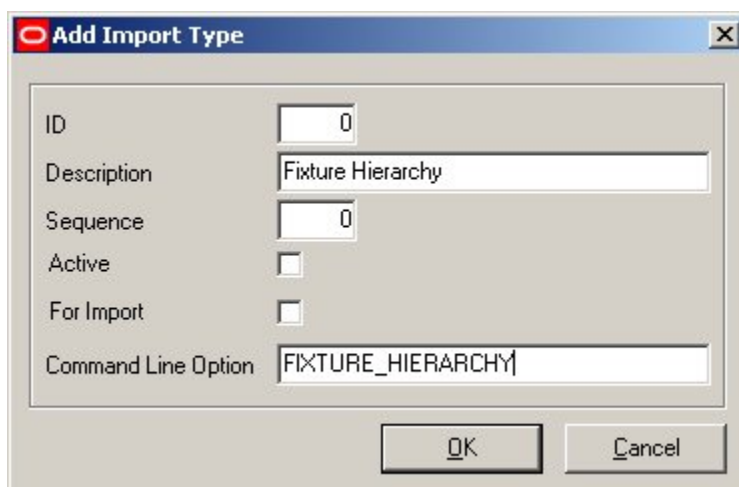 Add Import Type
ID 0
Description Fixture Hierarchy
Sequence 0
Active
For Import
Command Line Option FIXTURE_HIERARCHY
OK Cancel